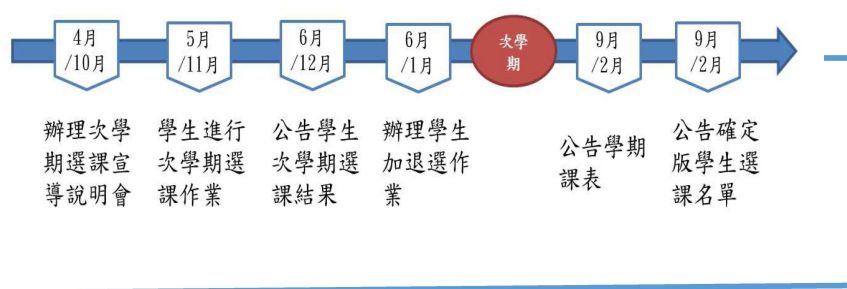 4月
/10月
5月
/11月
6月
/12月
6月
/1月
次學
期
9月
/2月
9月
/2月
辦理次學
期選課宣
導說明會
學生進行
次學期選
課作業
公告學生
次學期選
課結果
辦理學生
加退選作
業
公告學期
課表
公告確定
版學生選
課名單